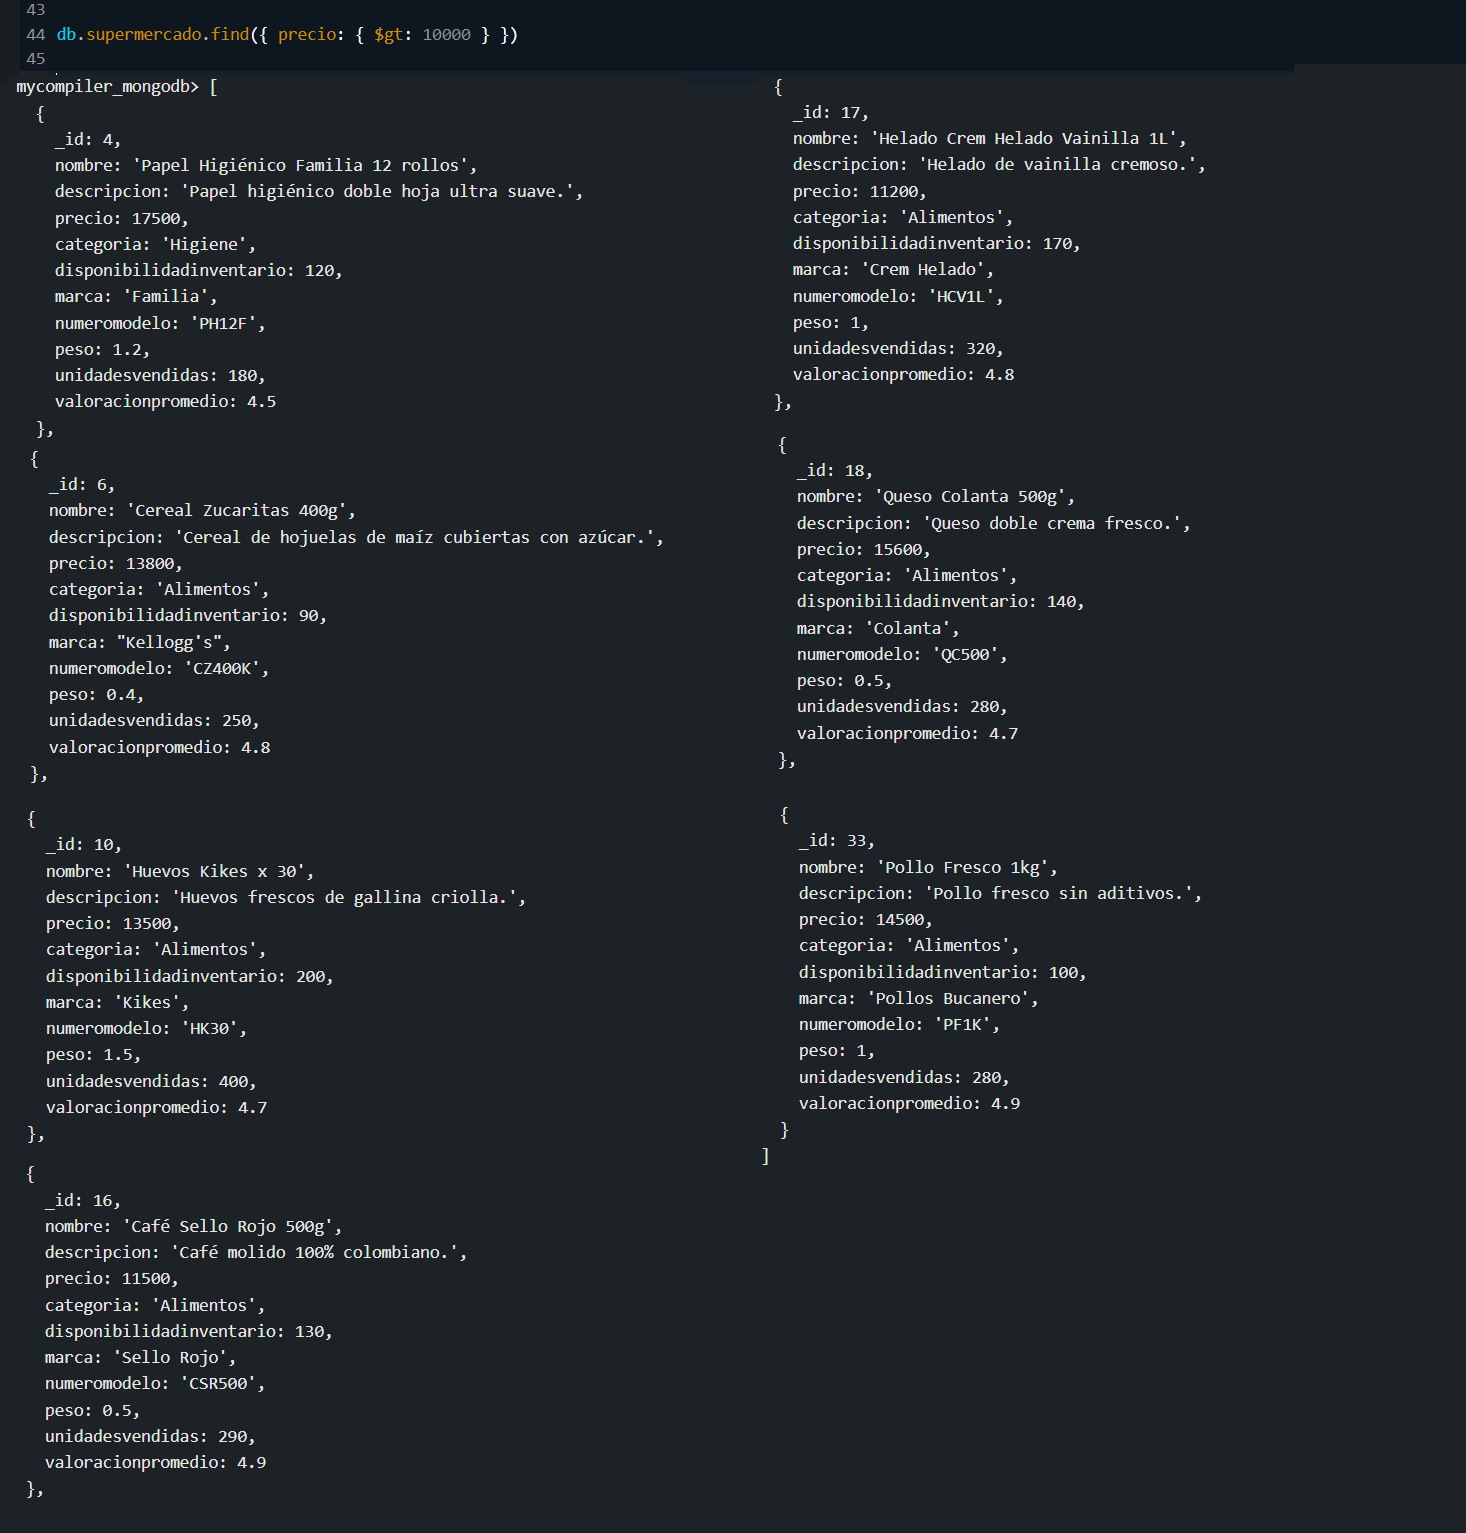 43
44 db.supermercado.find({ precio: { $gt: 10000 } })
45
mycompiler_mongodb> [
{
_id: 4,
nombre: 'Papel Higiénico Familia 12 rollos',
descripcion: 'Papel higiénico doble hoja ultra suave.',
precio: 17500,
categoria: 'Higiene',
disponibilidadinventario: 120,
marca: 'Familia',
numeromodelo: 'PH12F',
peso: 1.2,
unidadesvendidas: 180,
valoracionpromedio: 4.5
},
{
_id: 6,
nombre: 'Cereal Zucaritas 400g',
descripcion: 'Cereal de hojuelas de maíz cubiertas con azúcar.',
precio: 13800,
categoria: 'Alimentos',
disponibilidadinventario: 90,
marca: "Kellogg's",
numeromodelo: 'CZ400K',
peso: 0.4,
unidadesvendidas: 250,
valoracionpromedio: 4.8
},
{
_id: 10,
nombre: 'Huevos Kikes x 30',
descripcion: 'Huevos frescos de gallina criolla.',
precio: 13500,
categoria: 'Alimentos',
disponibilidadinventario: 200,
marca: 'Kikes',
numeromodelo: 'HK30',
peso: 1.5,
unidadesvendidas: 400,
valoracionpromedio: 4.7
},
{
_id: 16,
nombre: 'Café Sello Rojo 500g',
descripcion: 'Café molido 100% colombiano.',
precio: 11500,
categoria: 'Alimentos',
disponibilidadinventario: 130,
marca: 'Sello Rojo',
numeromodelo: 'CSR500',
peso: 0.5,
unidadesvendidas: 290,
valoracionpromedio: 4.9
},
{
_id: 17,
nombre: 'Helado Crem Helado Vainilla 1L',
descripcion: 'Helado de vainilla cremoso.',
precio: 11200,
categoria: 'Alimentos',
disponibilidadinventario: 170,
marca: 'Crem Helado',
numeromodelo: 'HCV1L',
peso: 1,
unidadesvendidas: 320,
valoracionpromedio: 4.8
},
{
_id: 18,
nombre: 'Queso Colanta 500g',
descripcion: 'Queso doble crema fresco.',
precio: 15600,
categoria: 'Alimentos',
disponibilidadinventario: 140,
marca: 'Colanta',
numeromodelo: 'QC500',
peso: 0.5,
unidadesvendidas: 280,
valoracionpromedio: 4.7
},
{
_id: 33,
nombre: 'Pollo Fresco 1kg',
descripcion: 'Pollo fresco sin aditivos.',
precio: 14500,
categoria: 'Alimentos',
disponibilidadinventario: 100,
marca: 'Pollos Bucanero',
numeromodelo: 'PF1K',
peso: 1,
unidadesvendidas: 280,
valoracionpromedio: 4.9
}
]